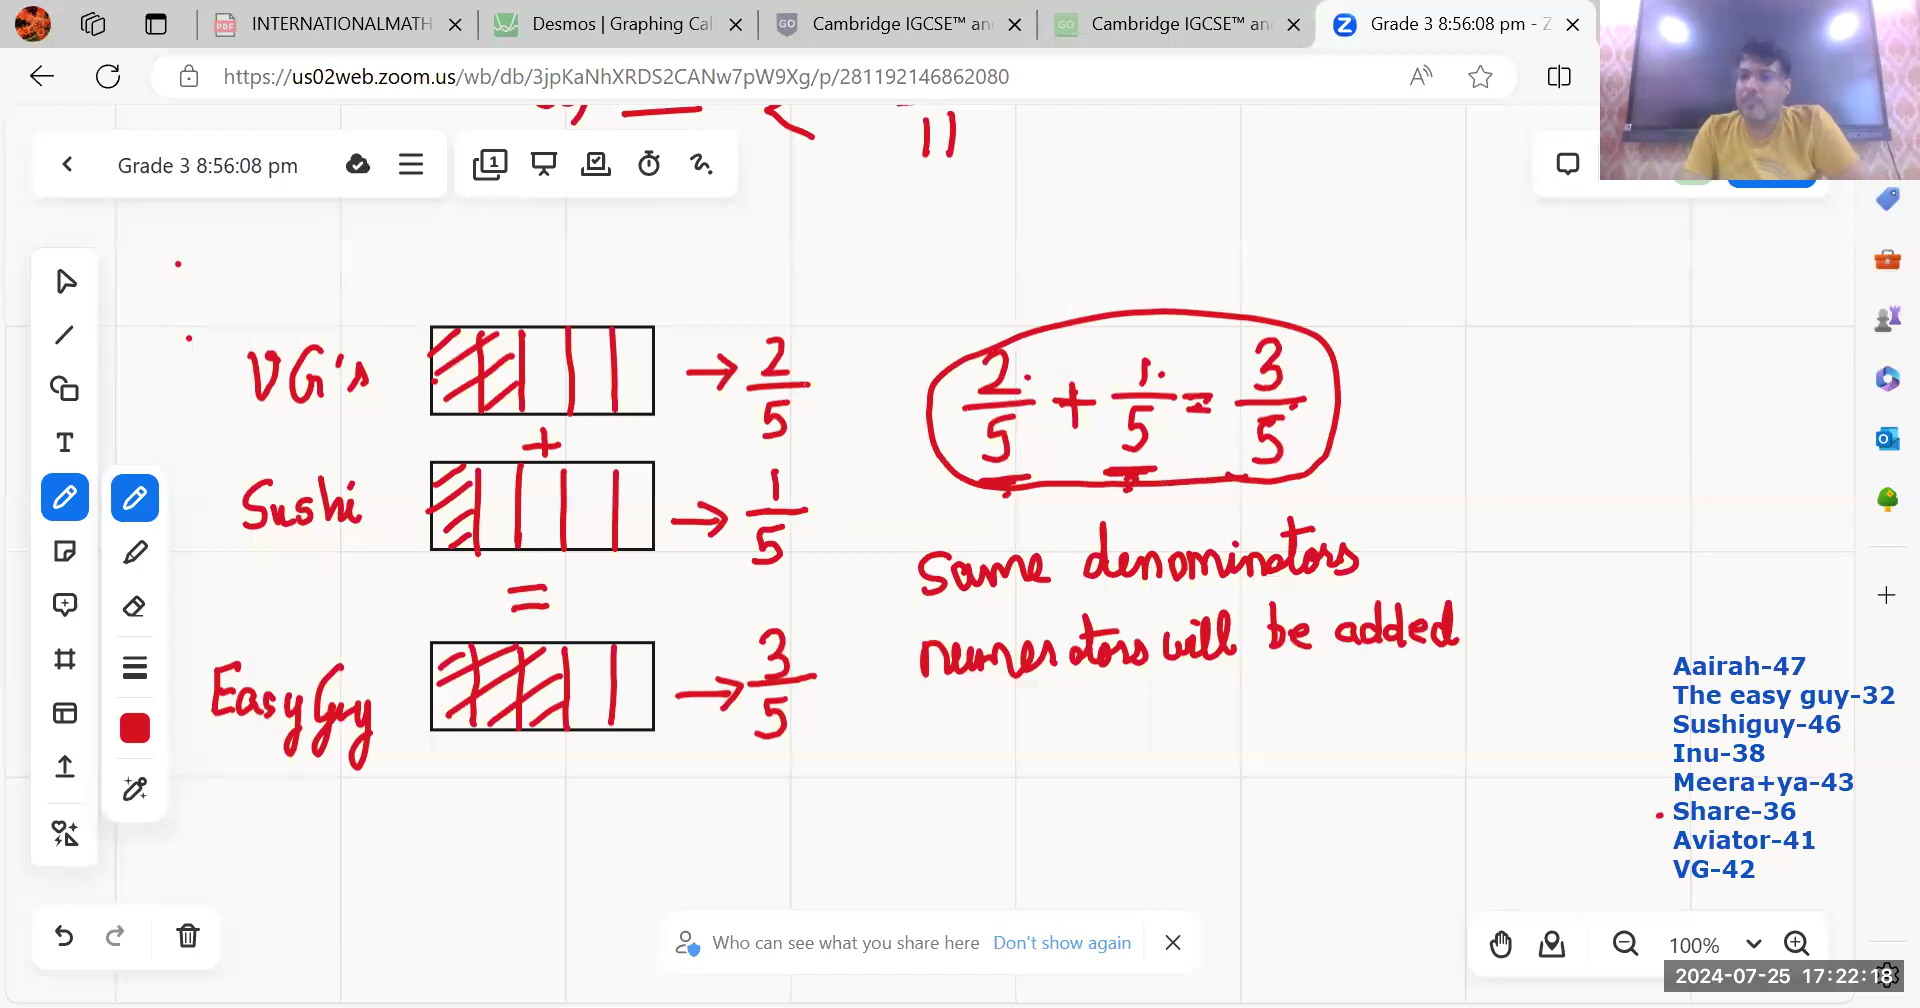 INTERNATIONALMATH
Desmos | Graphing Cal
Cambridge IGCSE™ an
Cambridge IGCSE™ an
Grade 3 8:56:08 pm - Z
https://us02web.zoom.us/wb/db/3jpKaNhXRDS2CANw7pW9Xg/p/281192146862080
11
Grade 3 8:56:08 pm
1
VG's → 2/5
+
Sushi → 1/5
=
Easy Guy → 3/5
2/5 + 1/5 = 3/5
Same denominators
numerators will be added
Aairah-47
The easy guy-32
Sushiguy-46
Inu-38
Meera+ya-43
Share-36
Aviator-41
VG-42
Who can see what you share here Don't show again
100%
2024-07-25 17:22:18